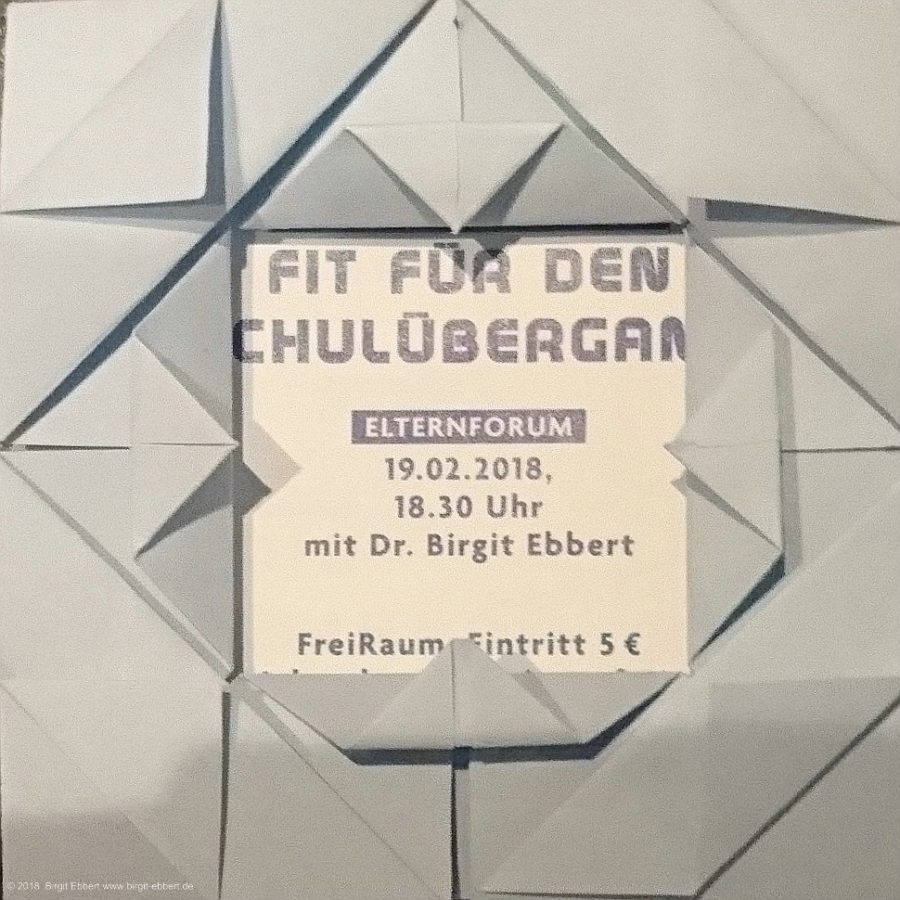 FIT FÜR DEN
CHULÜBERGAN
ELTERNFORUM
19.02.2018,
18.30 Uhr
mit Dr. Birgit Ebbert
FreiRaum, Eintritt 5 €
© 2018 Birgit Ebbert www.birgit-ebbert.de